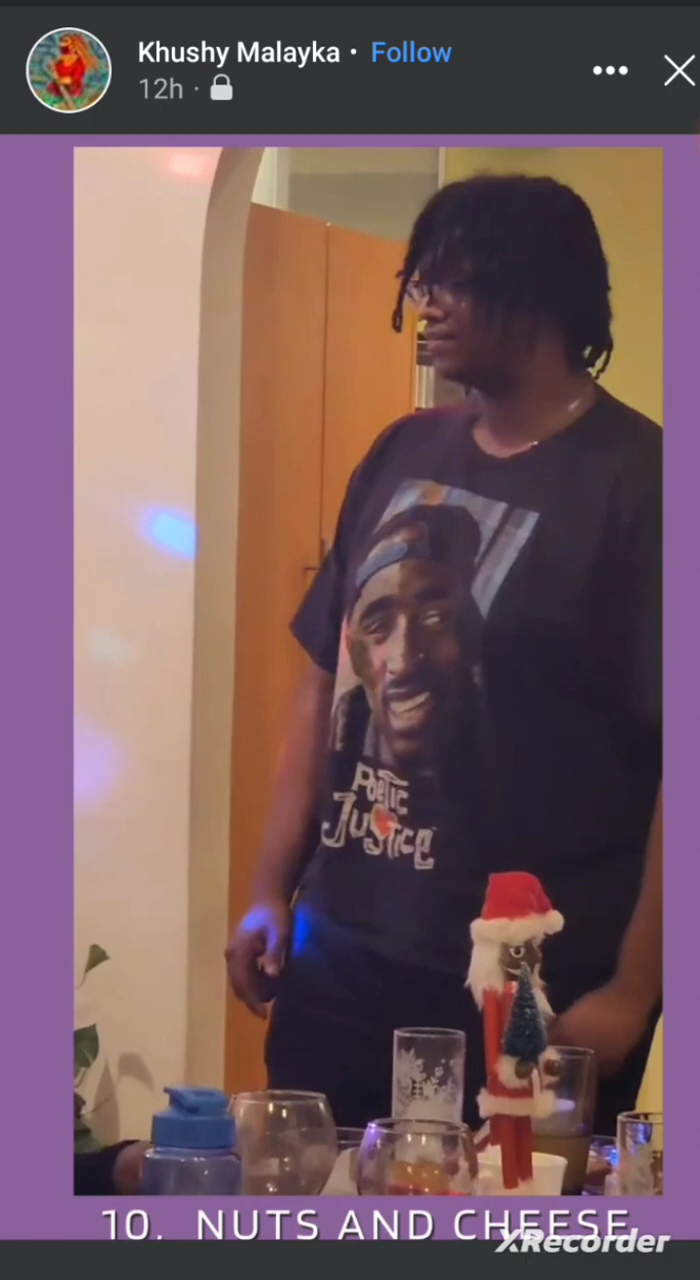 Khushy Malayka · Follow
12h ·
Poetic
Justice
10. NUTS AND CHEESE
XRecorder